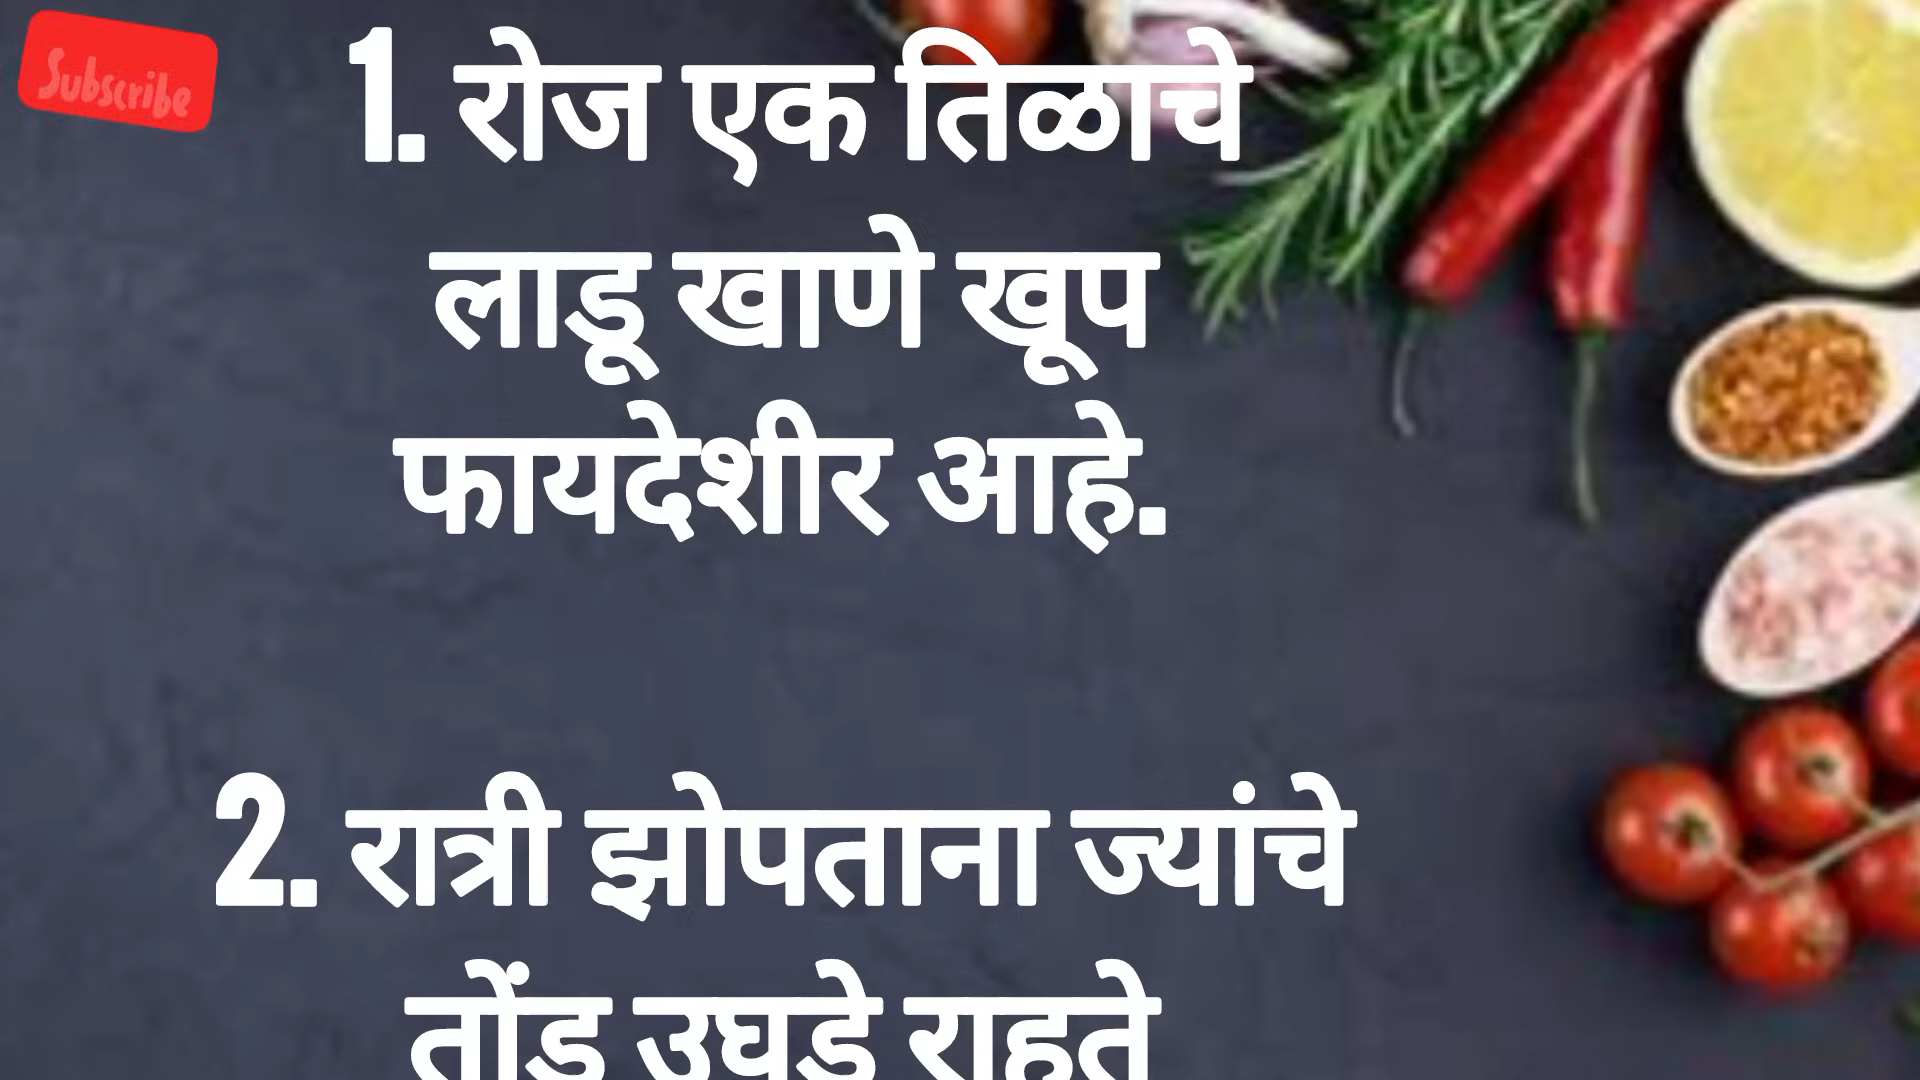 Subscribe
1. रोज एक तिळाचे
लाडू खाणे खूप
फायदेशीर आहे.
2. रात्री झोपताना ज्यांचे
तोंड उघडे राहते